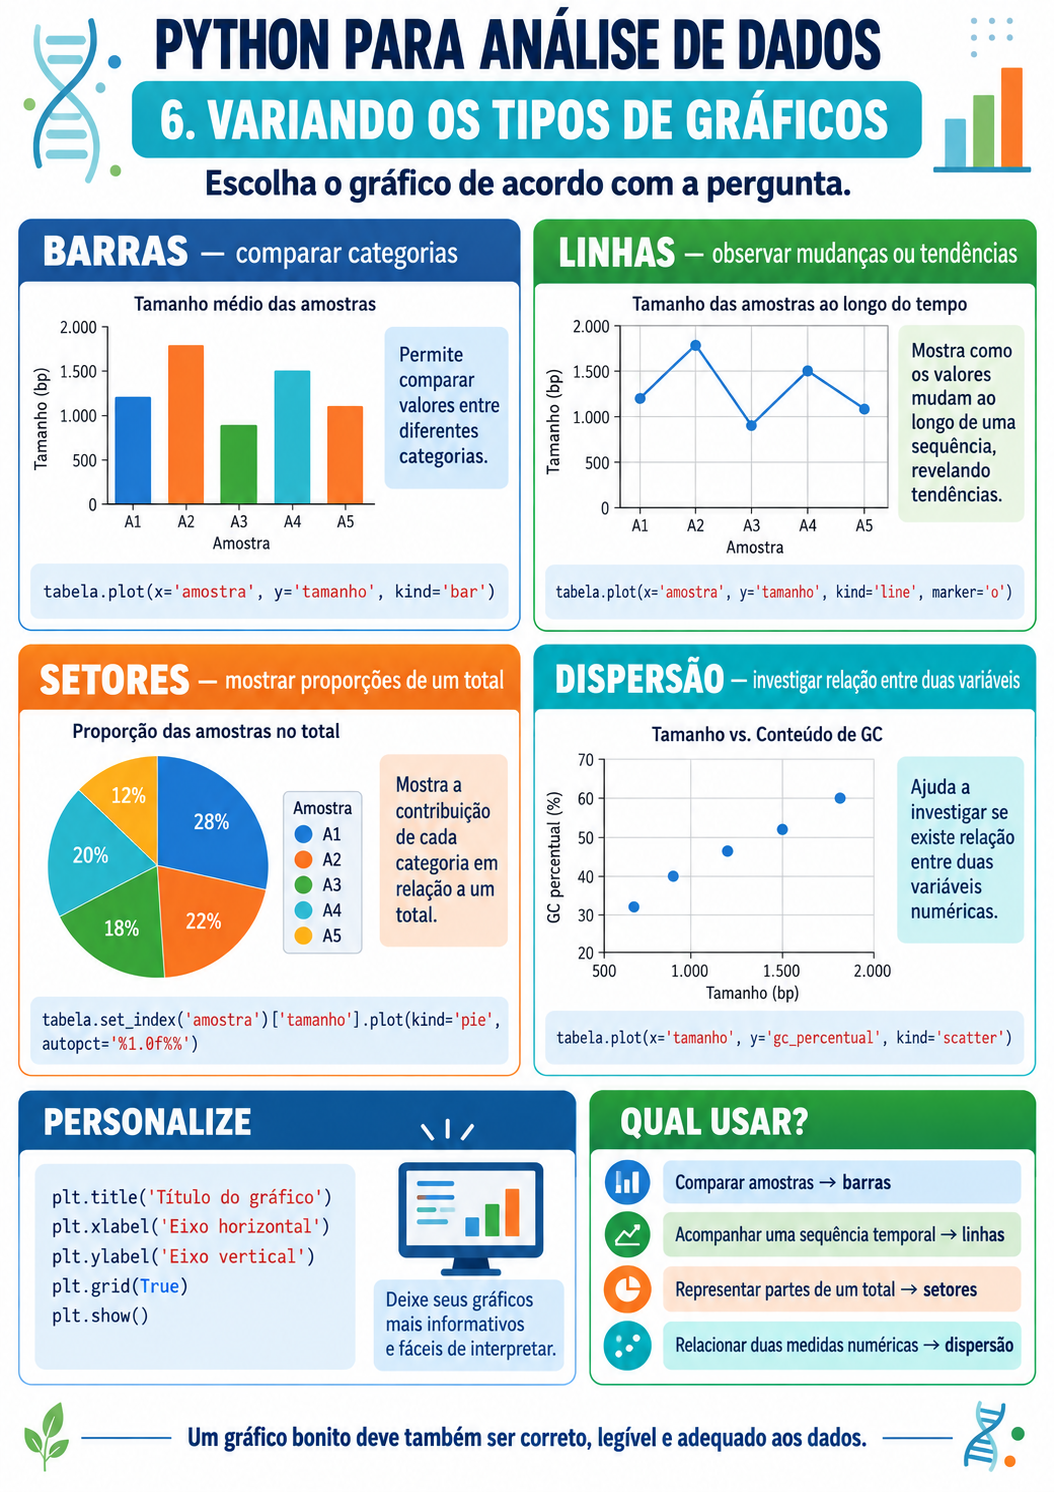 PYTHON PARA ANÁLISE DE DADOS
6. VARIANDO OS TIPOS DE GRÁFICOS
Escolha o gráfico de acordo com a pergunta.
BARRAS — comparar categorias
Tamanho médio das amostras
Tamanho (bp)
2.000
1.500
1.000
500
0
A1 A2 A3 A4 A5
Amostra
Permite
comparar
valores entre
diferentes
categorias.
tabela.plot(x='amostra', y='tamanho', kind='bar')
LINHAS — observar mudanças ou tendências
Tamanho das amostras ao longo do tempo
Tamanho (bp)
2.000
1.500
1.000
500
0
A1 A2 A3 A4 A5
Amostra
Mostra como
os valores
mudam ao
longo de uma
sequência,
revelando
tendências.
tabela.plot(x='amostra', y='tamanho', kind='line', marker='o')
SETORES — mostrar proporções de um total
Proporção das amostras no total
28%
22%
18%
20%
12%
Amostra
A1
A2
A3
A4
A5
Mostra a
contribuição
de cada
categoria em
relação a um
total.
tabela.set_index('amostra')['tamanho'].plot(kind='pie',
autopct='%1.0f%%')
DISPERSÃO — investigar relação entre duas variáveis
Tamanho vs. Conteúdo de GC
GC percentual (%)
70
60
50
40
30
20
500 1.000 1.500 2.000
Tamanho (bp)
Ajuda a
investigar se
existe relação
entre duas
variáveis
numéricas.
tabela.plot(x='tamanho', y='gc_percentual', kind='scatter')
PERSONALIZE
plt.title('Título do gráfico')
plt.xlabel('Eixo horizontal')
plt.ylabel('Eixo vertical')
plt.grid(True)
plt.show()
Deixe seus gráficos
mais informativos
e fáceis de interpretar.
QUAL USAR?
Comparar amostras → barras
Acompanhar uma sequência temporal → linhas
Representar partes de um total → setores
Relacionar duas medidas numéricas → dispersão
Um gráfico bonito deve também ser correto, legível e adequado aos dados.